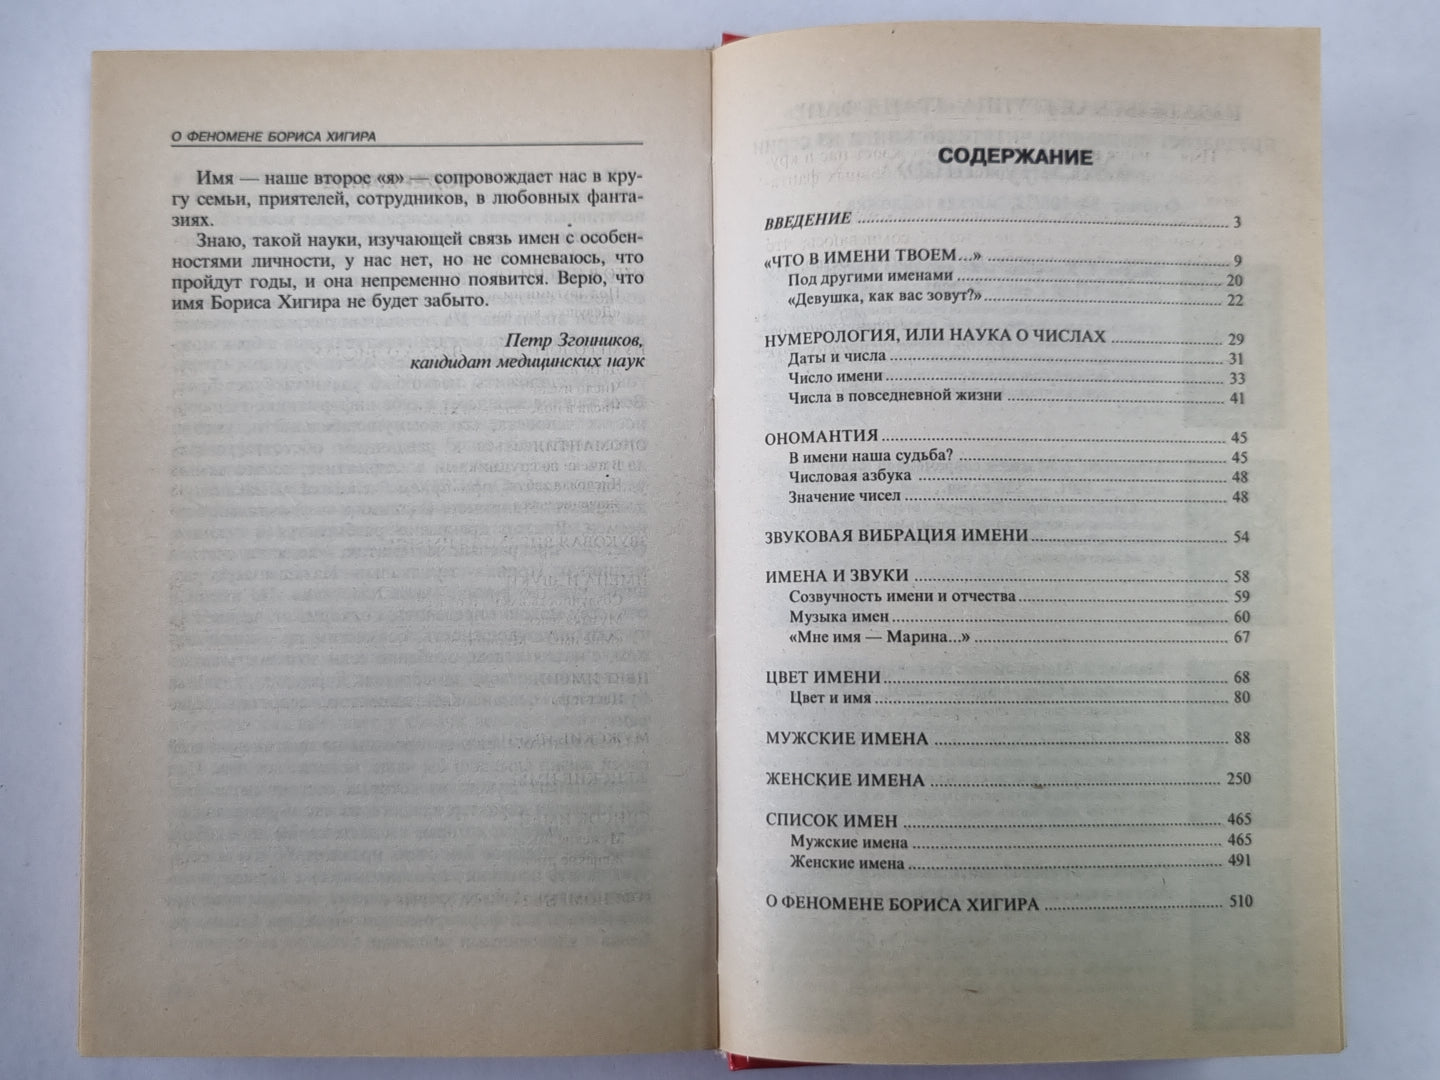 О ФЕНОМЕНЕ БОРИСА ХИГИРА
Имя — наше второе «я» — сопровождает нас в кру-
гу семьи, приятелей, сотрудников, в любовных фанта-
зиях.
Знаю, такой науки, изучающей связь имен с особен-
ностями личности, у нас нет, но не сомневаюсь, что
пройдут годы, и она непременно появится. Верю, что
имя Бориса Хигира не будет забыто.
Петр Згонников,
кандидат медицинских наук
СОДЕРЖАНИЕ
ВВЕДЕНИЕ 3
«ЧТО В ИМЕНИ ТВОЕМ...» 9
Под другими именами 20
«Девушка, как вас зовут?» 22
НУМЕРОЛОГИЯ, ИЛИ НАУКА О ЧИСЛАХ 29
Даты и числа 31
Число имени 33
Числа в повседневной жизни 41
ОНОМАНТИЯ 45
В имени наша судьба? 45
Числовая азбука 48
Значение чисел 48
ЗВУКОВАЯ ВИБРАЦИЯ ИМЕНИ 54
ИМЕНА И ЗВУКИ 58
Созвучность имени и отчества 59
Музыка имен 60
«Мне имя — Марина...» 67
ЦВЕТ ИМЕНИ 68
Цвет и имя 80
МУЖСКИЕ ИМЕНА 88
ЖЕНСКИЕ ИМЕНА 250
СПИСОК ИМЕН 465
Мужские имена 465
Женские имена 491
О ФЕНОМЕНЕ БОРИСА ХИГИРА 510